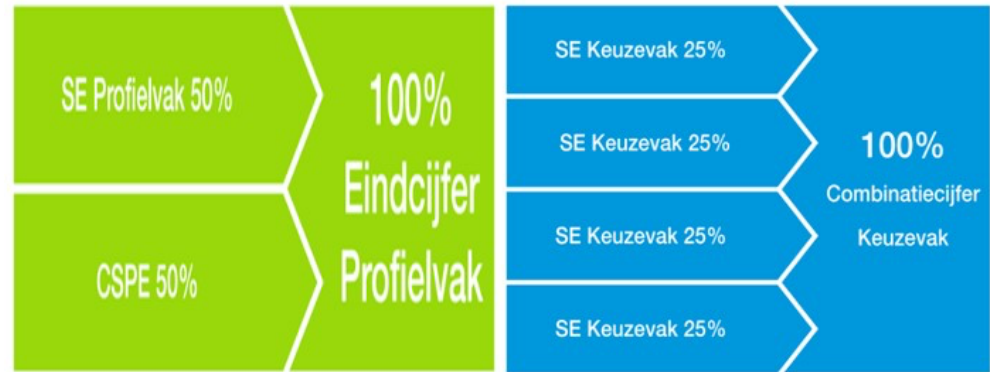 SE Profielvak 50%
CSPE 50%
100%
Eindcijfer
Profielvak
SE Keuzevak 25%
SE Keuzevak 25%
SE Keuzevak 25%
SE Keuzevak 25%
100%
Combinatiecijfer
Keuzevak